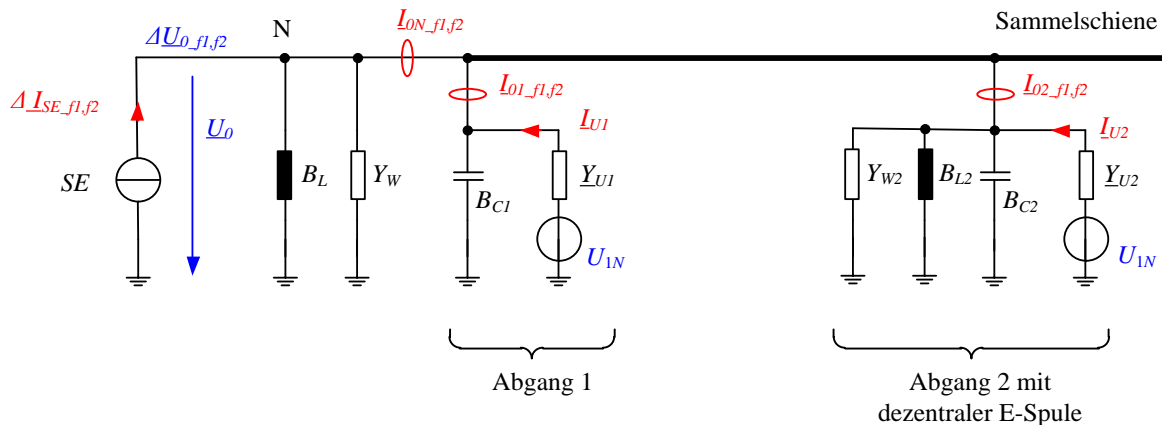 I0N_f1,f2
N
Sammelschiene
ΔU0_f1,f2
I01_f1,f2
I02_f1,f2
ΔISE_f1,f2
U0
IU1
IU2
SE
BL
YW
BC1
YU1
YW2
BL2
BC2
YU2
U1N
U1N
Abgang 1
Abgang 2 mit
dezentraler E-Spule